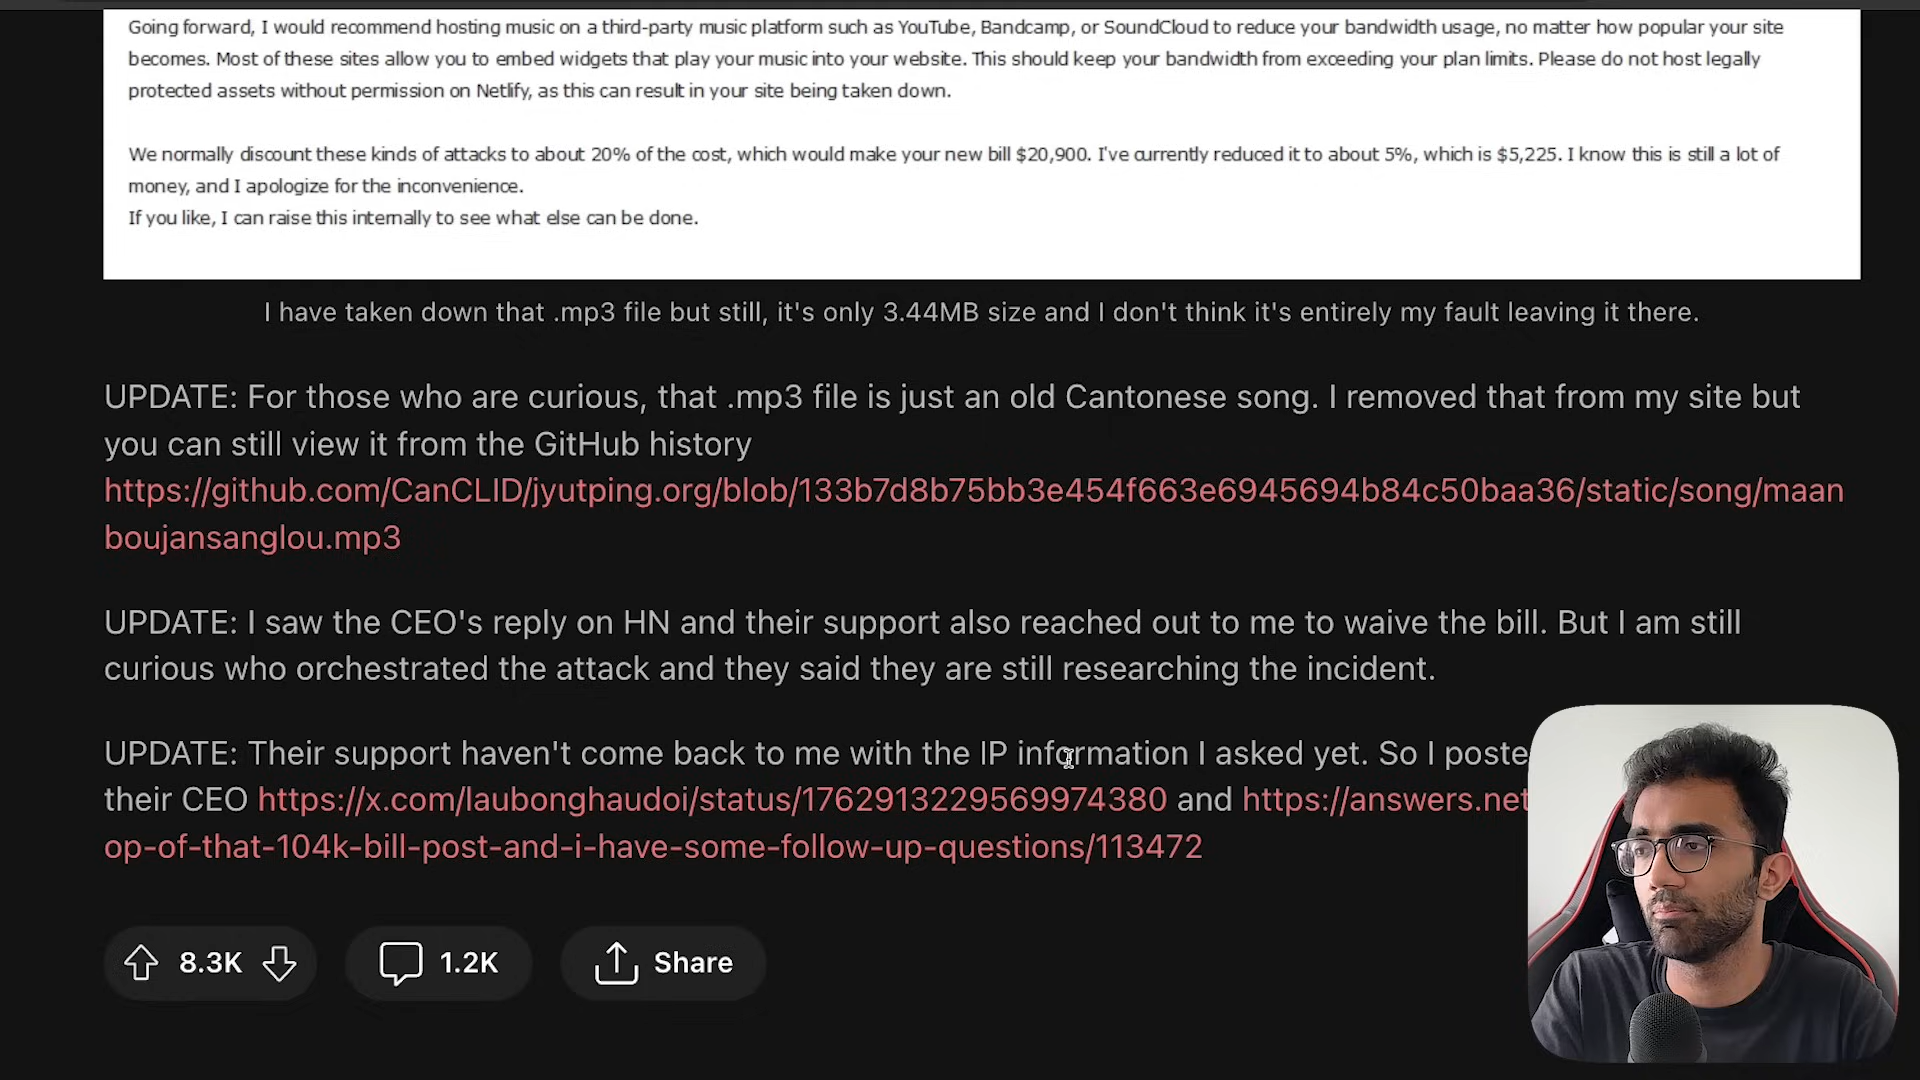 Going forward, I would recommend hosting music on a third-party music platform such as YouTube, Bandcamp, or SoundCloud to reduce your bandwidth usage, no matter how popular your site
becomes. Most of these sites allow you to embed widgets that play your music into your website. This should keep your bandwidth from exceeding your plan limits. Please do not host legally
protected assets without permission on Netlify, as this can result in your site being taken down.
We normally discount these kinds of attacks to about 20% of the cost, which would make your new bill $20,900. I've currently reduced it to about 5%, which is $5,225. I know this is still a lot of
money, and I apologize for the inconvenience.
If you like, I can raise this internally to see what else can be done.
I have taken down that .mp3 file but still, it's only 3.44MB size and I don't think it's entirely my fault leaving it there.
UPDATE: For those who are curious, that .mp3 file is just an old Cantonese song. I removed that from my site but
you can still view it from the GitHub history
https://github.com/CanCLID/jyutping.org/blob/133b7d8b75bb3e454f663e6945694b84c50baa36/static/song/maan
boujansanglou.mp3
UPDATE: I saw the CEO's reply on HN and their support also reached out to me to waive the bill. But I am still
curious who orchestrated the attack and they said they are still researching the incident.
UPDATE: Their support haven't come back to me with the IP information I asked yet. So I poste
their CEO https://x.com/laubonghaudoi/status/1762913229569974380 and https://answers.net
op-of-that-104k-bill-post-and-i-have-some-follow-up-questions/113472
8.3K 1.2K Share